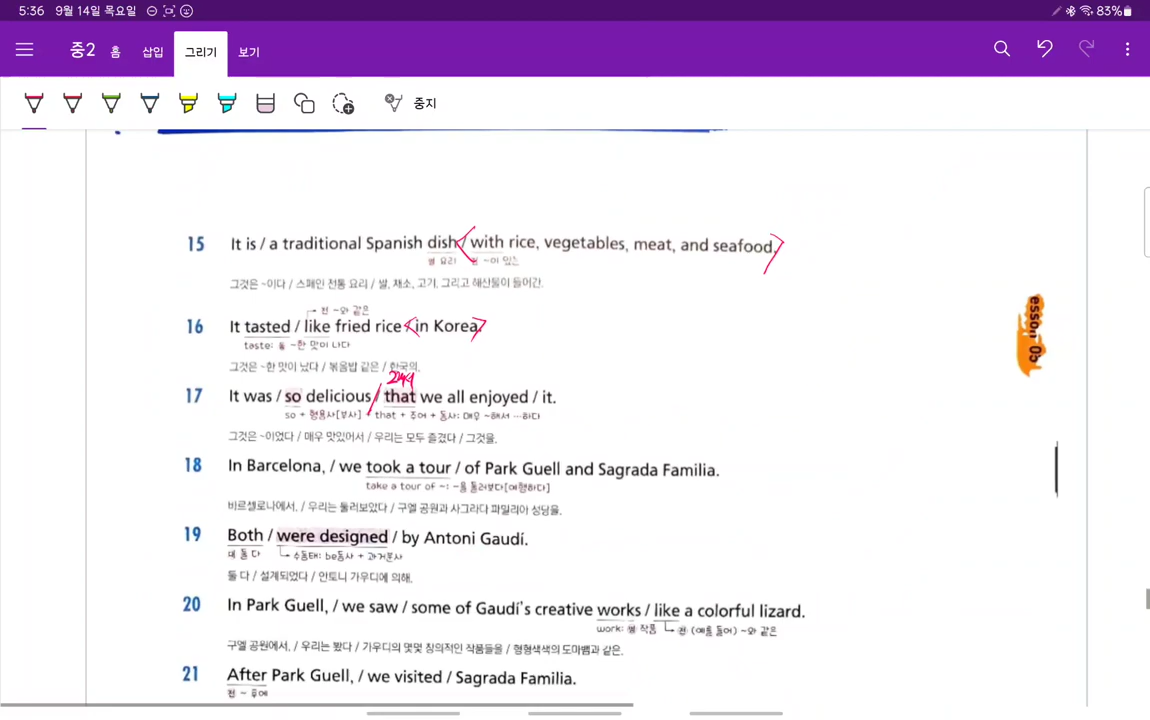 5:36 9월 14일 목요일 83%
중2 홈 삽입 그리기 보기
중지
15 It is / a traditional Spanish dish / with rice, vegetables, meat, and seafood.
명 요리 전 ~이 있는
그것은 ~이다 / 스페인 전통 요리 / 쌀, 채소, 고기, 그리고 해산물이 들어간.
전 ~와 같은
16 It tasted / like fried rice / in Korea.
taste: 동 ~한 맛이 나다
그것은 ~한 맛이 났다 / 볶음밥 같은 / 한국의.
17 It was / so delicious / that we all enjoyed / it.
so + 형용사[부사] + that + 주어 + 동사: 매우 ~해서 …하다
그것은 ~이었다 / 매우 맛있어서 / 우리는 모두 즐겼다 / 그것을.
18 In Barcelona, / we took a tour / of Park Guell and Sagrada Familia.
take a tour of ~: ~을 둘러보다[여행하다]
바르셀로나에서, / 우리는 둘러보았다 / 구엘 공원과 사그라다 파밀리아 성당을.
19 Both / were designed / by Antoni Gaudí.
대 둘 다 수동태: be동사 + 과거분사
둘 다 / 설계되었다 / 안토니 가우디에 의해.
20 In Park Guell, / we saw / some of Gaudí's creative works / like a colorful lizard.
work: 명 작품 전 (예를 들어) ~와 같은
구엘 공원에서, / 우리는 봤다 / 가우디의 몇몇 창의적인 작품들을 / 형형색색의 도마뱀과 같은.
21 After Park Guell, / we visited / Sagrada Familia.
전 ~ 후에
esson 05